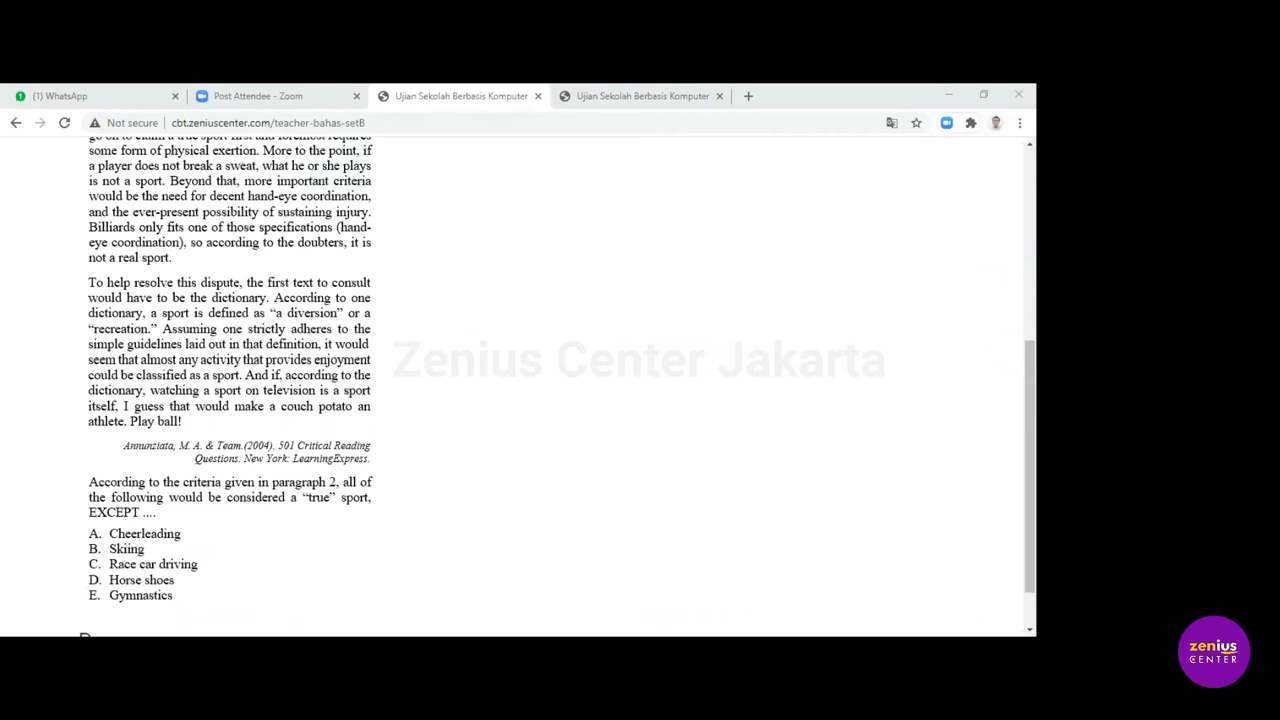 (1) WhatsApp
Post Attendee - Zoom
Ujian Sekolah Berbasis Komputer
Ujian Sekolah Berbasis Komputer
Not secure
cbt.zeniuscenter.com/teacher-bahas-setB
go on to claim a true sport first and foremost requires
some form of physical exertion. More to the point, if
a player does not break a sweat, what he or she plays
is not a sport. Beyond that, more important criteria
would be the need for decent hand-eye coordination,
and the ever-present possibility of sustaining injury.
Billiards only fits one of those specifications (hand-
eye coordination), so according to the doubters, it is
not a real sport.
To help resolve this dispute, the first text to consult
would have to be the dictionary. According to one
dictionary, a sport is defined as “a diversion” or a
“recreation.” Assuming one strictly adheres to the
simple guidelines laid out in that definition, it would
seem that almost any activity that provides enjoyment
could be classified as a sport. And if, according to the
dictionary, watching a sport on television is a sport
itself, I guess that would make a couch potato an
athlete. Play ball!
Annunziata, M. A. & Team.(2004). 501 Critical Reading
Questions. New York: LearningExpress.
According to the criteria given in paragraph 2, all of
the following would be considered a “true” sport,
EXCEPT ....
A. Cheerleading
B. Skiing
C. Race car driving
D. Horse shoes
E. Gymnastics
Zenius Center Jakarta
zenius
CENTER